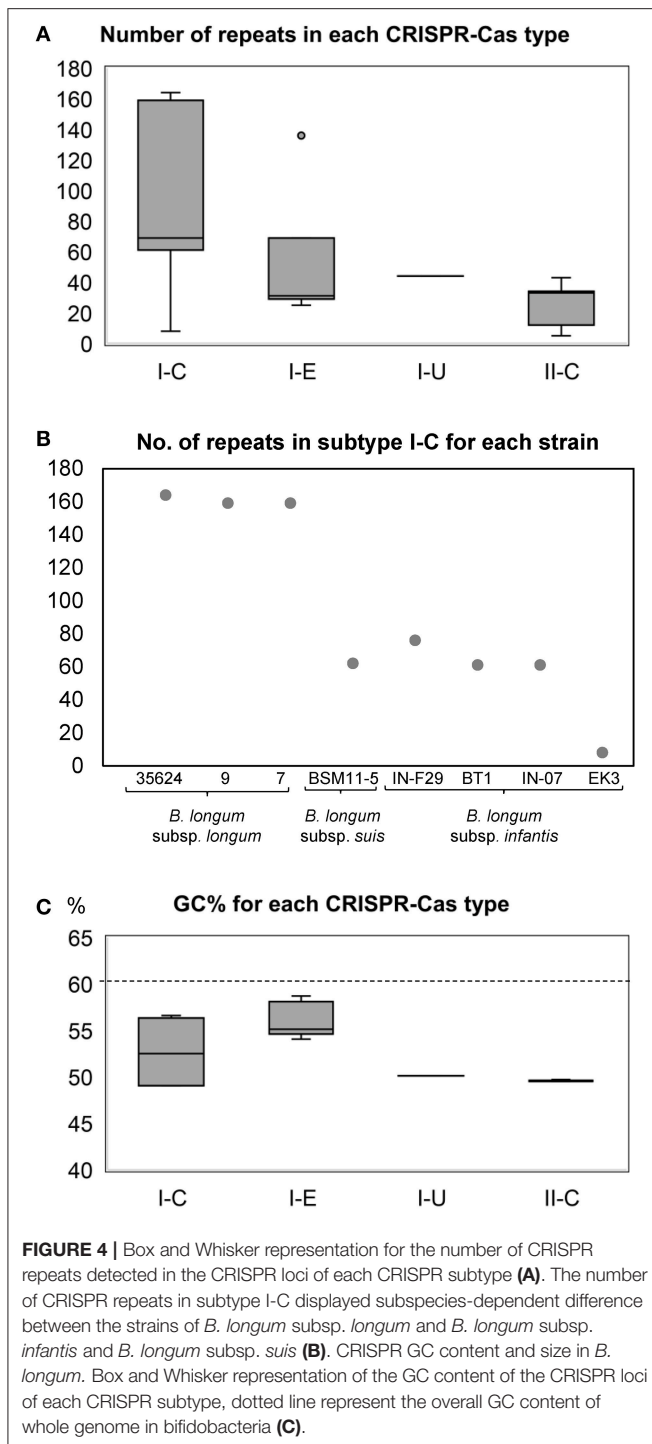 A Number of repeats in each CRISPR-Cas type
180
160
140
120
100
80
60
40
20
0
I-C I-E I-U II-C
B No. of repeats in subtype I-C for each strain
180
160
140
120
100
80
60
40
20
0
35624 9 7 BSM11-5 IN-F29 BT1 IN-07 EK3
B. longum B. longum B. longum
subsp. longum subsp. suis subsp. infantis
C % GC% for each CRISPR-Cas type
65
60
55
50
45
40
I-C I-E I-U II-C
FIGURE 4 | Box and Whisker representation for the number of CRISPR
repeats detected in the CRISPR loci of each CRISPR subtype (A). The number
of CRISPR repeats in subtype I-C displayed subspecies-dependent difference
between the strains of B. longum subsp. longum and B. longum subsp.
infantis and B. longum subsp. suis (B). CRISPR GC content and size in B.
longum. Box and Whisker representation of the GC content of the CRISPR loci
of each CRISPR subtype, dotted line represent the overall GC content of
whole genome in bifidobacteria (C).